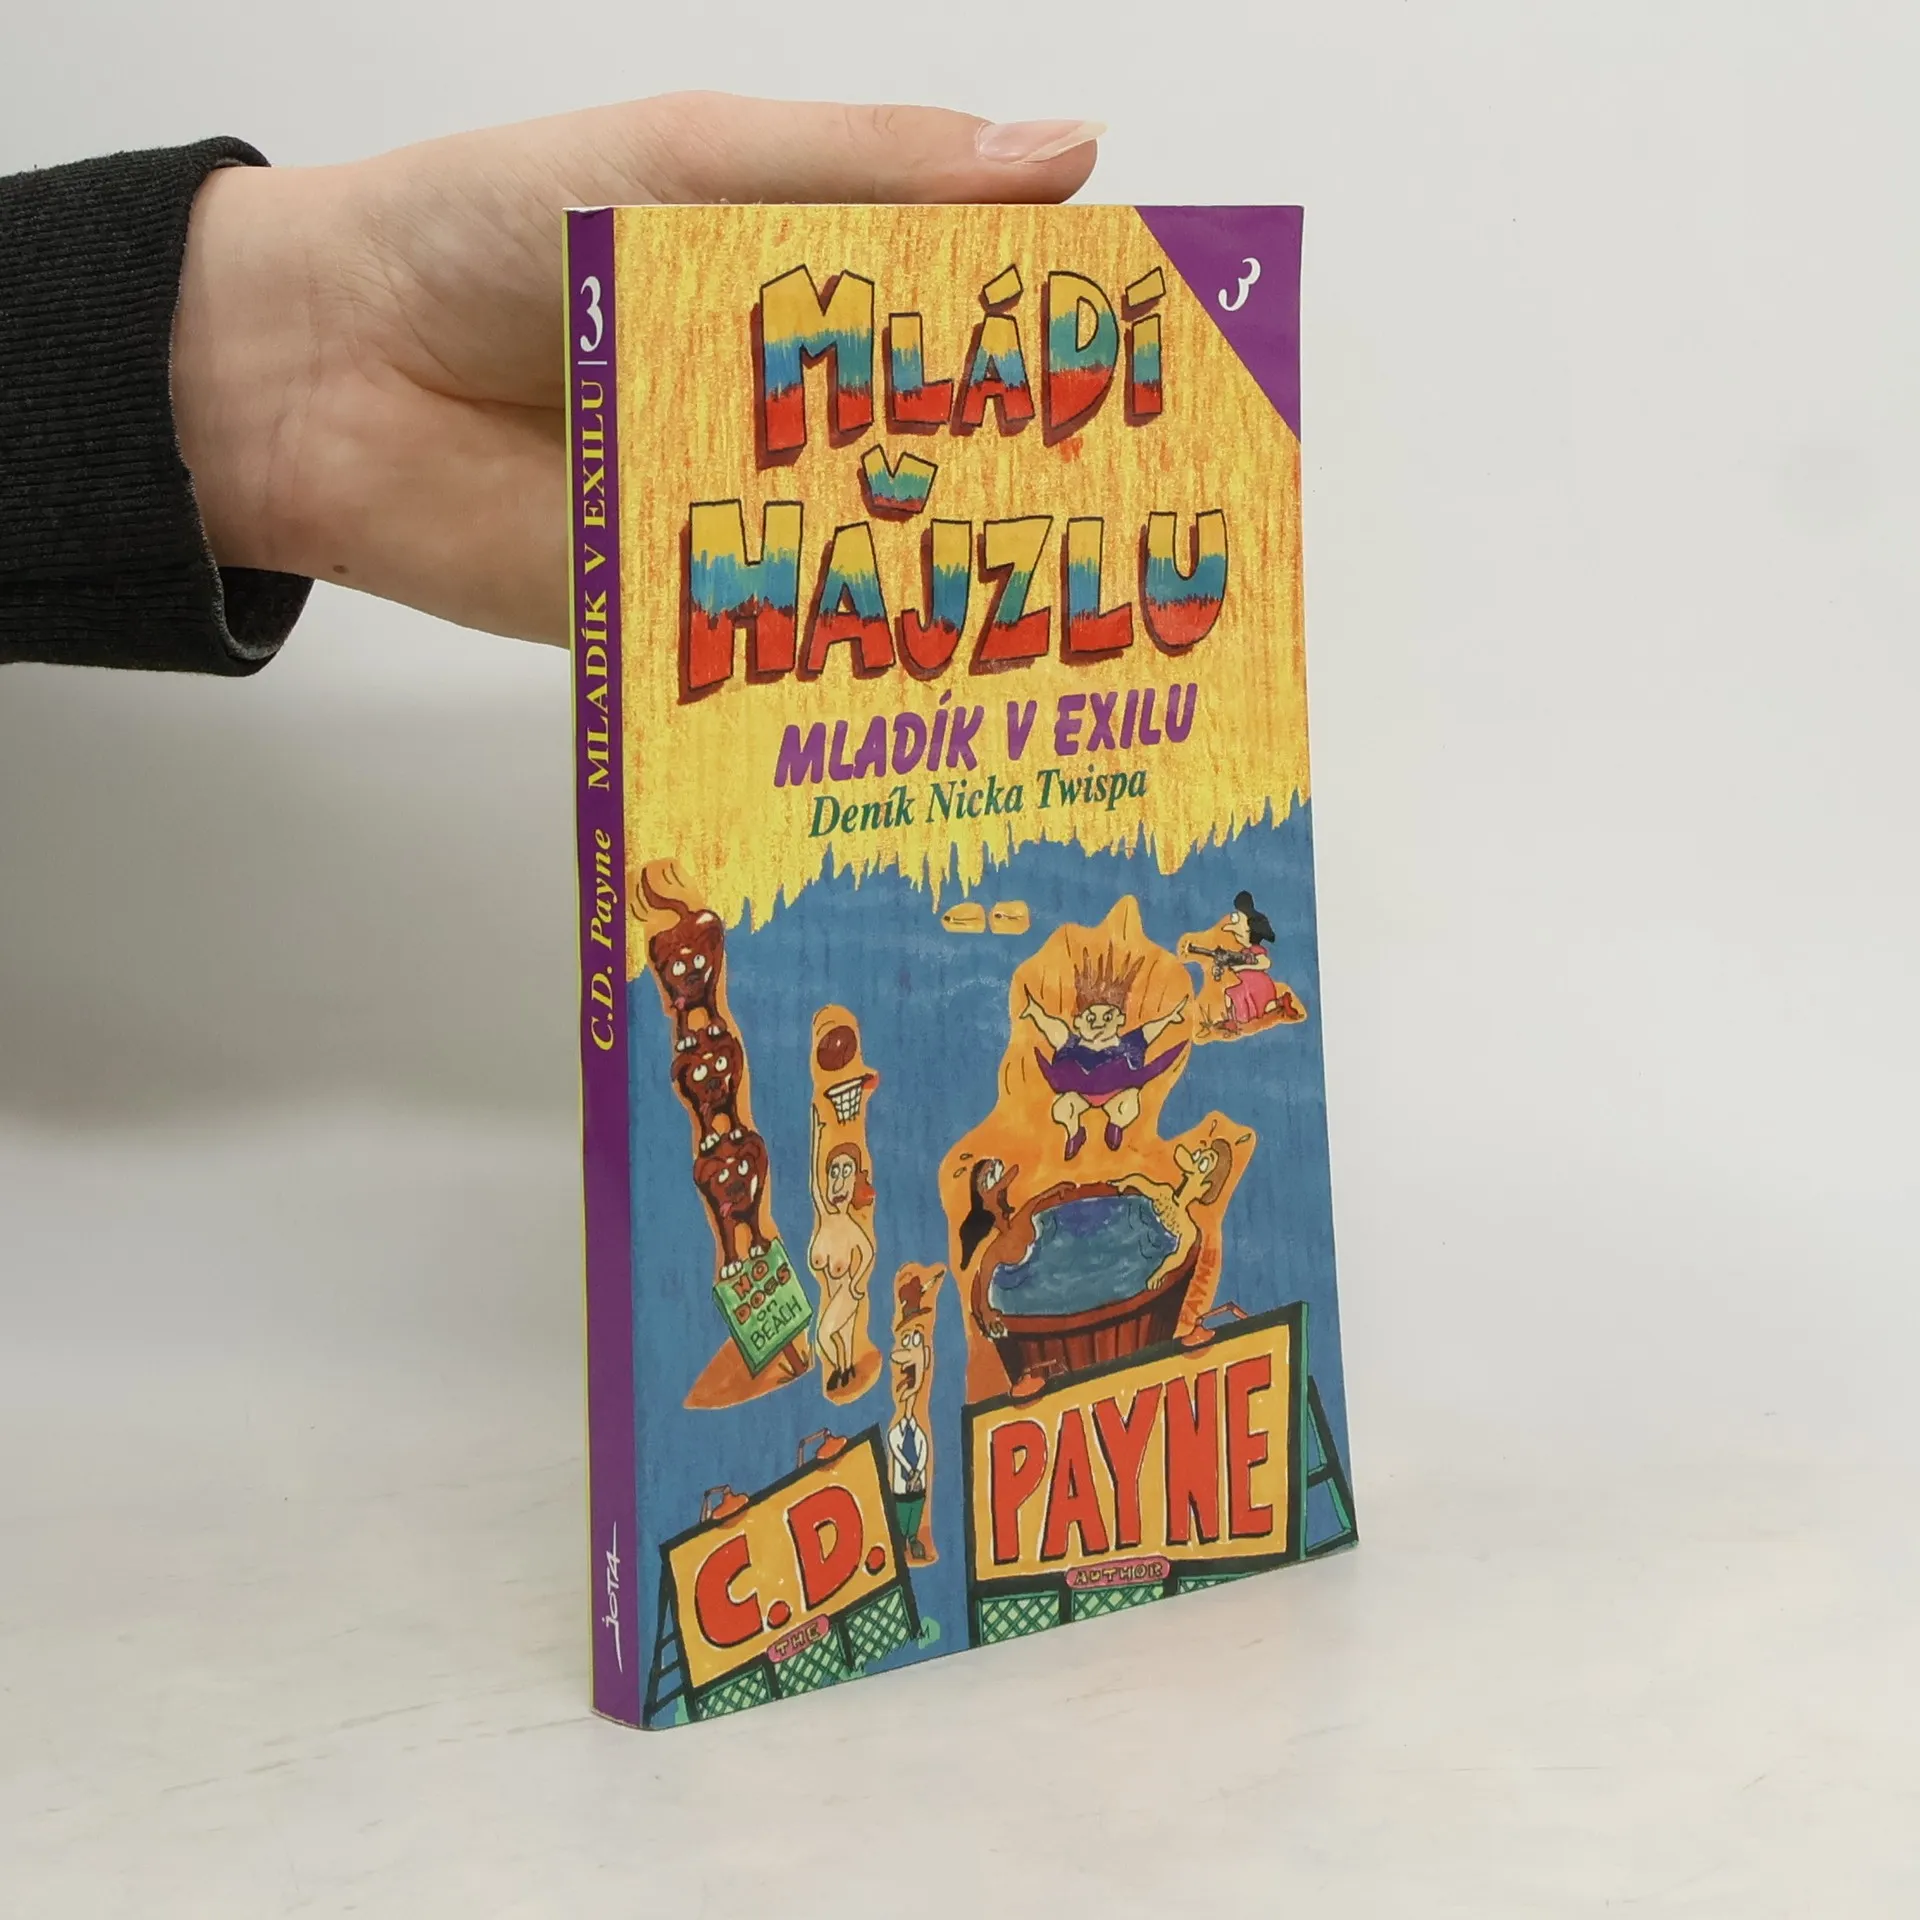 3
MLÁDÍ
V
HAJZLU
MLADÍK V EXILU
Deník Nicka Twispa
NO
DOGS
on
BEACH
PAYNE
C.D.
PAYNE
THE
AUTHOR
C.D. Payne MLADÍK V EXILU | 3
JOTA